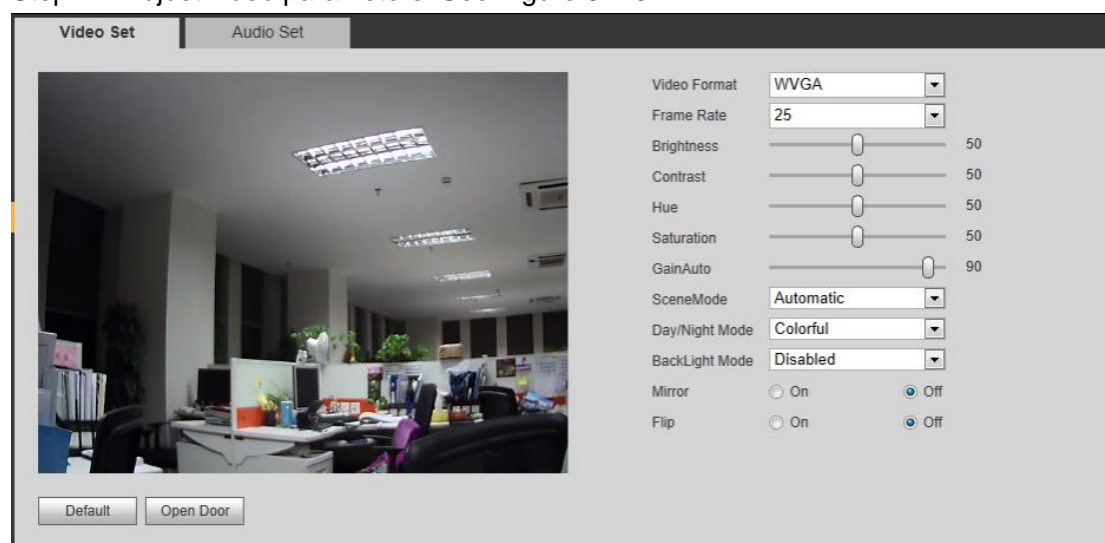 Video Set Audio Set
Video Format WVGA
Frame Rate 25
Brightness 50
Contrast 50
Hue 50
Saturation 50
GainAuto 90
SceneMode Automatic
Day/Night Mode Colorful
BackLight Mode Disabled
Mirror On Off
Flip On Off
Default Open Door